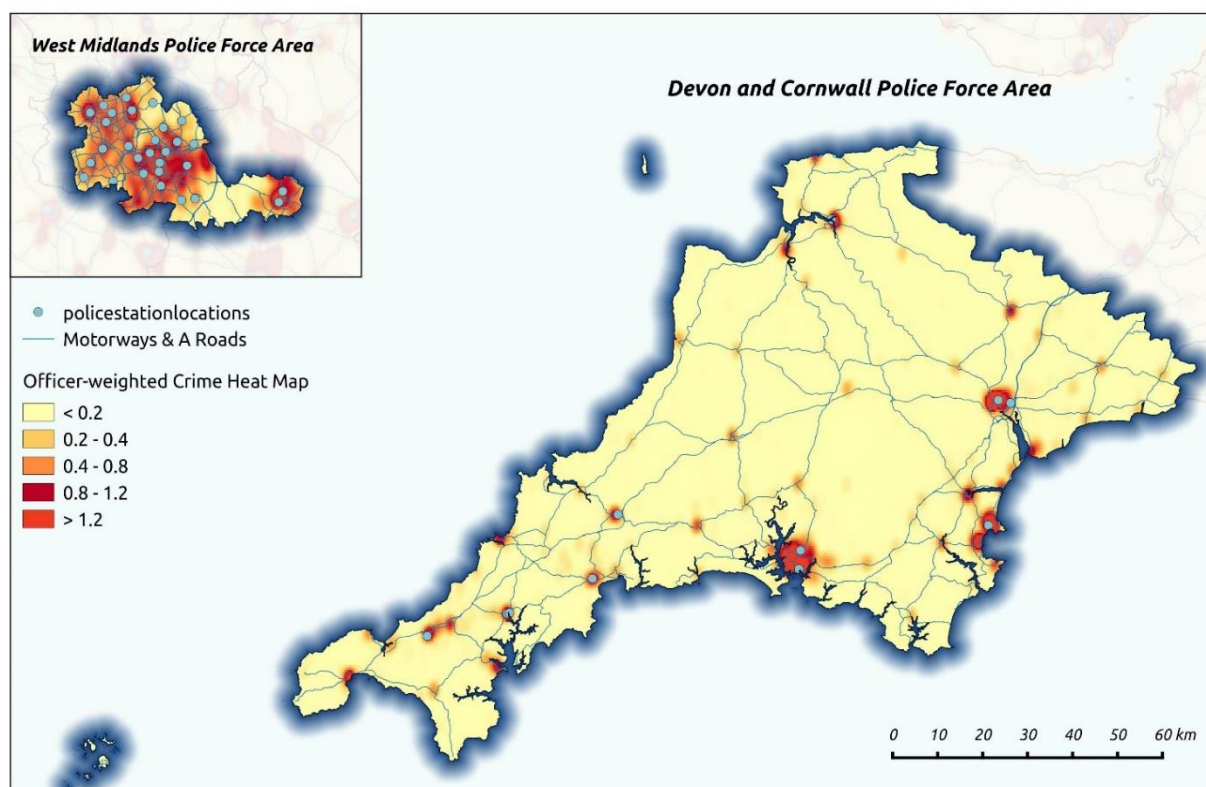 West Midlands Police Force Area
Devon and Cornwall Police Force Area
policestationlocations
Motorways & A Roads
Officer-weighted Crime Heat Map
< 0.2
0.2 - 0.4
0.4 - 0.8
0.8 - 1.2
> 1.2
0 10 20 30 40 50 60 km